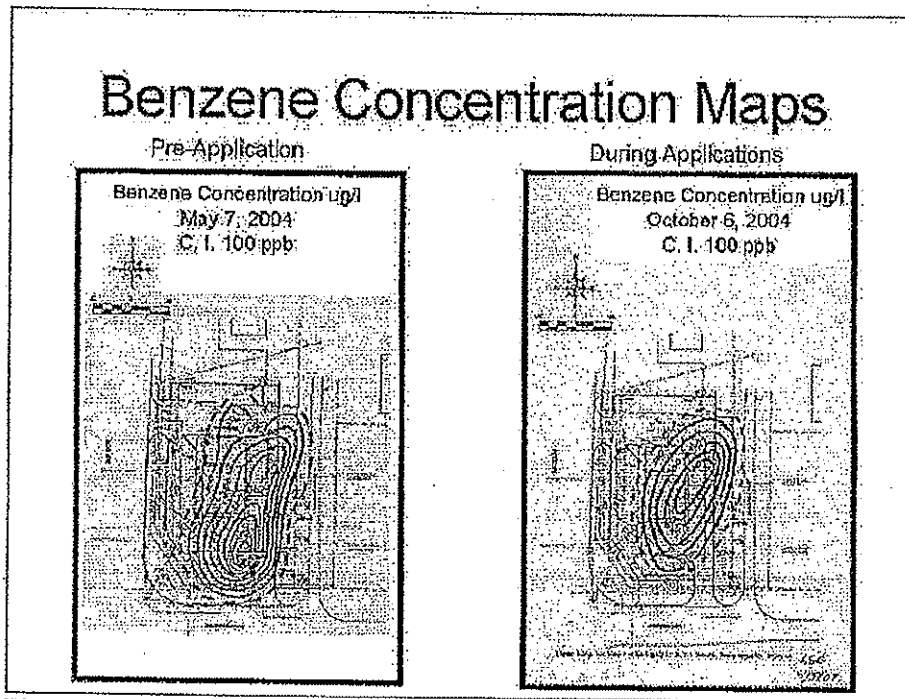 Benzene Concentration Maps
Pre-Application
Benzene Concentration ug/l
May 7, 2004
C. I. 100 ppb
During Applications
Benzene Concentration ug/l
October 6, 2004
C. I. 100 ppb